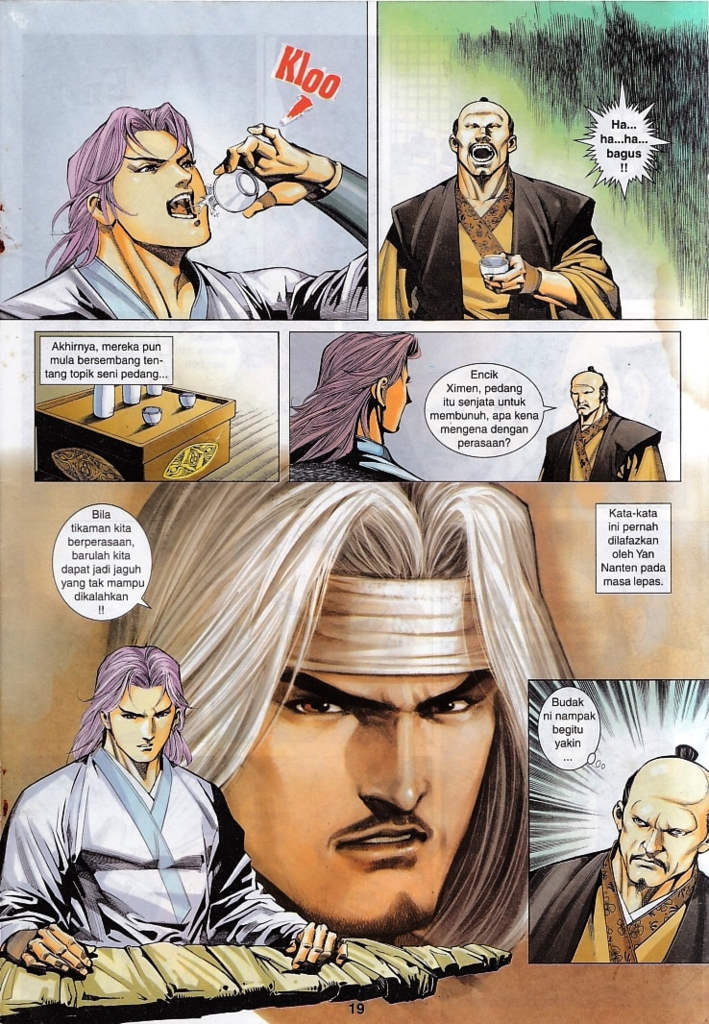 Kloo
!
Ha...
ha...ha...
bagus
!!
Akhirnya, mereka pun
mula bersembang ten-
tang topik seni pedang...
Encik
Ximen, pedang
itu senjata untuk
membunuh, apa kena
mengena dengan
perasaan?
Bila
tikaman kita
berperasaan,
barulah kita
dapat jadi jaguh
yang tak mampu
dikalahkan
!!
Kata-kata
ini pernah
dilafazkan
oleh Yan
Nanten pada
masa lepas.
Budak
ni nampak
begitu
yakin
...
19